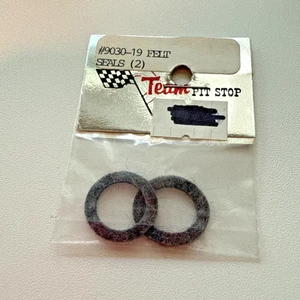 #9030-19 FELT
SEALS (2)
Team PIT STOP